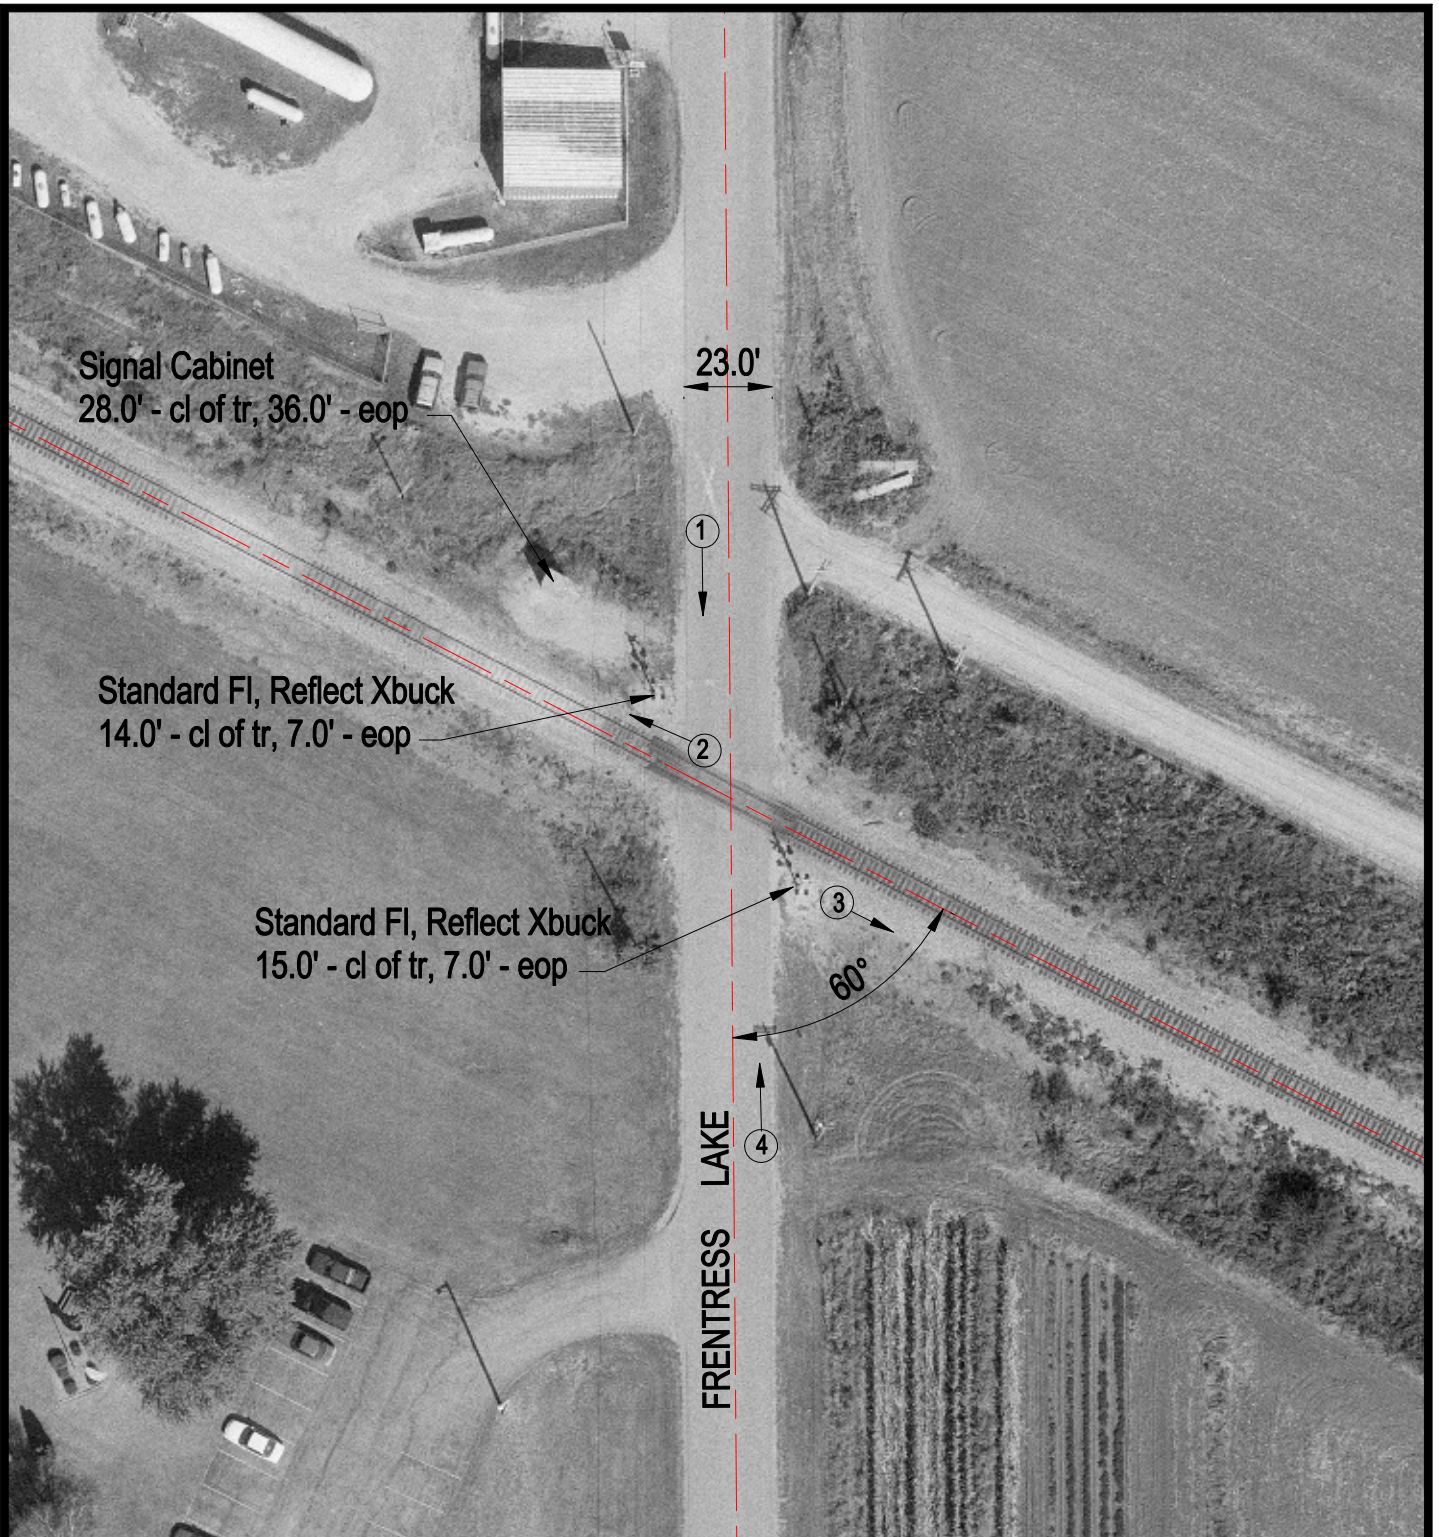 23.0'
Signal Cabinet
28.0' - cl of tr, 36.0' - eop
1
Standard Fl, Reflect Xbuck
14.0' - cl of tr, 7.0' - eop
2
3
Standard Fl, Reflect Xbuck
15.0' - cl of tr, 7.0' - eop
60°
4
FRENTRESS LAKE